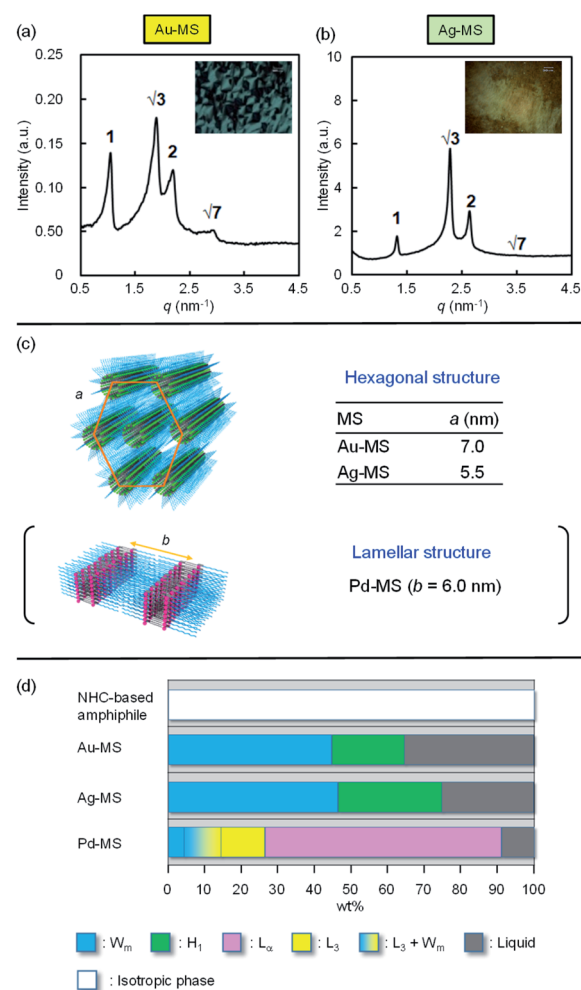 (a)
Au-MS
Intensity (a.u.)
0.25
0.20
0.15
0.10
0.05
0
1
√3
2
√7
0.5
1.5
2.5
3.5
4.5
q (nm⁻¹)
(b)
Ag-MS
Intensity (a.u.)
10
8
6
4
2
0
1
√3
2
√7
0.5
1.5
2.5
3.5
4.5
q (nm⁻¹)
(c)
a
Hexagonal structure
MS a (nm)
Au-MS 7.0
Ag-MS 5.5
b
Lamellar structure
Pd-MS (b = 6.0 nm)
(d)
NHC-based
amphiphile
Au-MS
Ag-MS
Pd-MS
0 10 20 30 40 50 60 70 80 90 100
wt%
: Wₘ : H₁ : Lα : L₃ : L₃ + Wₘ : Liquid
: Isotropic phase